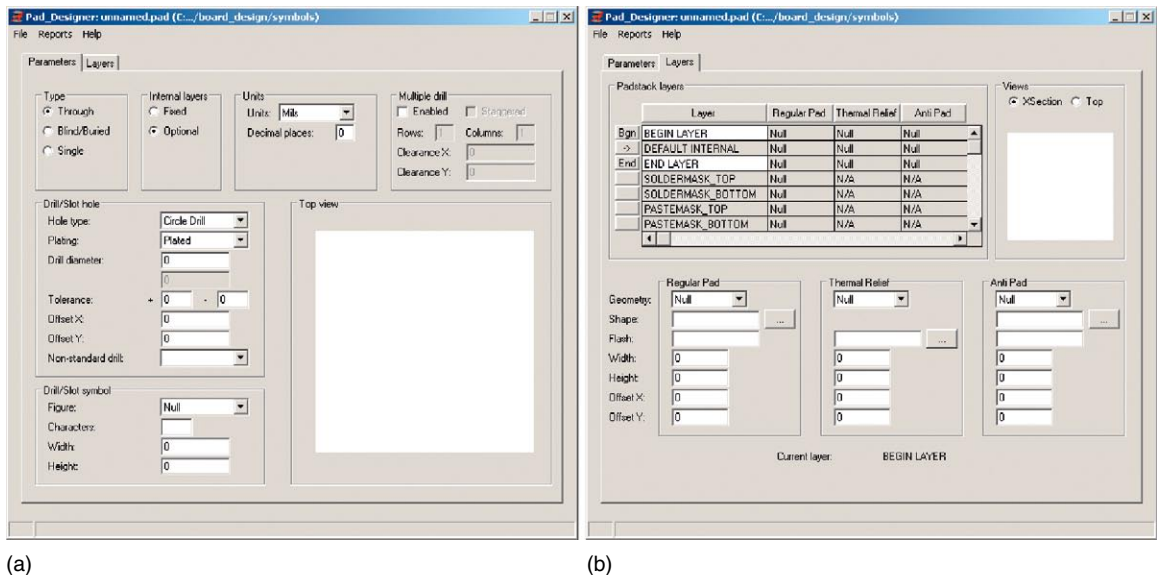 Pad_Designer: unnamed.pad (C:.../board_design/symbols)
File Reports Help
Parameters Layers
Type
Through
Blind/Buried
Single
Internal layers
Fixed
Optional
Units
Units: Mils
Decimal places: 0
Multiple drill
Enabled Staggered
Rows: 1 Columns: 1
Clearance X: 0
Clearance Y: 0
Drill/Slot hole
Hole type: Circle Drill
Plating: Plated
Drill diameter: 0
0
Tolerance: + 0 - 0
Offset X: 0
Offset Y: 0
Non-standard drill:
Drill/Slot symbol
Figure: Null
Characters:
Width: 0
Height: 0
Top view
(a)
Pad_Designer: unnamed.pad (C:.../board_design/symbols)
File Reports Help
Parameters Layers
Padstack layers
Layer Regular Pad Thermal Relief Anti Pad
Bgn BEGIN LAYER Null Null Null
-> DEFAULT INTERNAL Null Null Null
End END LAYER Null Null Null
SOLDERMASK_TOP Null N/A N/A
SOLDERMASK_BOTTOM Null N/A N/A
PASTEMASK_TOP Null N/A N/A
PASTEMASK_BOTTOM Null N/A N/A
Views
XSection Top
Regular Pad Thermal Relief Anti Pad
Geometry: Null Null Null
Shape: ... ...
Flash: ...
Width: 0 0 0
Height: 0 0 0
Offset X: 0 0 0
Offset Y: 0 0 0
Current layer: BEGIN LAYER
(b)